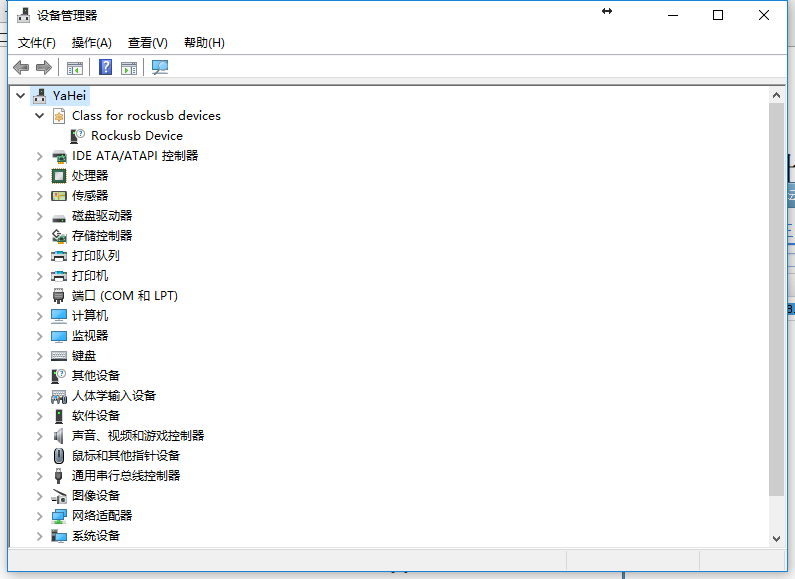 设备管理器
文件(F) 操作(A) 查看(V) 帮助(H)
YaHei
Class for rockusb devices
Rockusb Device
IDE ATA/ATAPI 控制器
处理器
传感器
磁盘驱动器
存储控制器
打印队列
打印机
端口 (COM 和 LPT)
计算机
监视器
键盘
其他设备
人体学输入设备
软件设备
声音、视频和游戏控制器
鼠标和其他指针设备
通用串行总线控制器
图像设备
网络适配器
系统设备